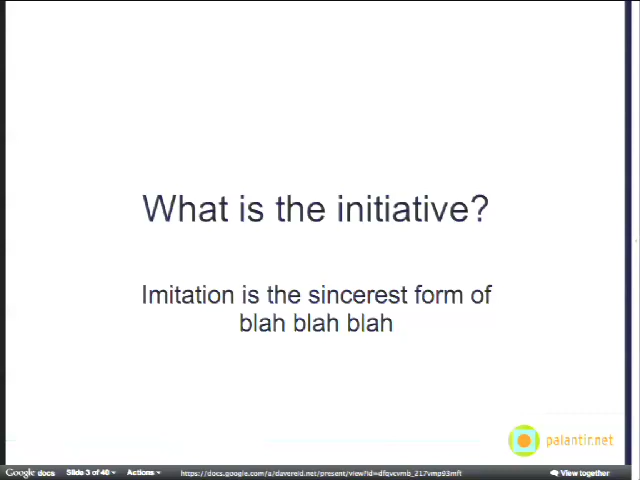 What is the initiative?
Imitation is the sincerest form of
blah blah blah
palantir.net
Google docs Slide 3 of 40 Actions https://docs.google.com/a/davereid.net/present/view?id=dfqvcvmb_217vmp93mft View together